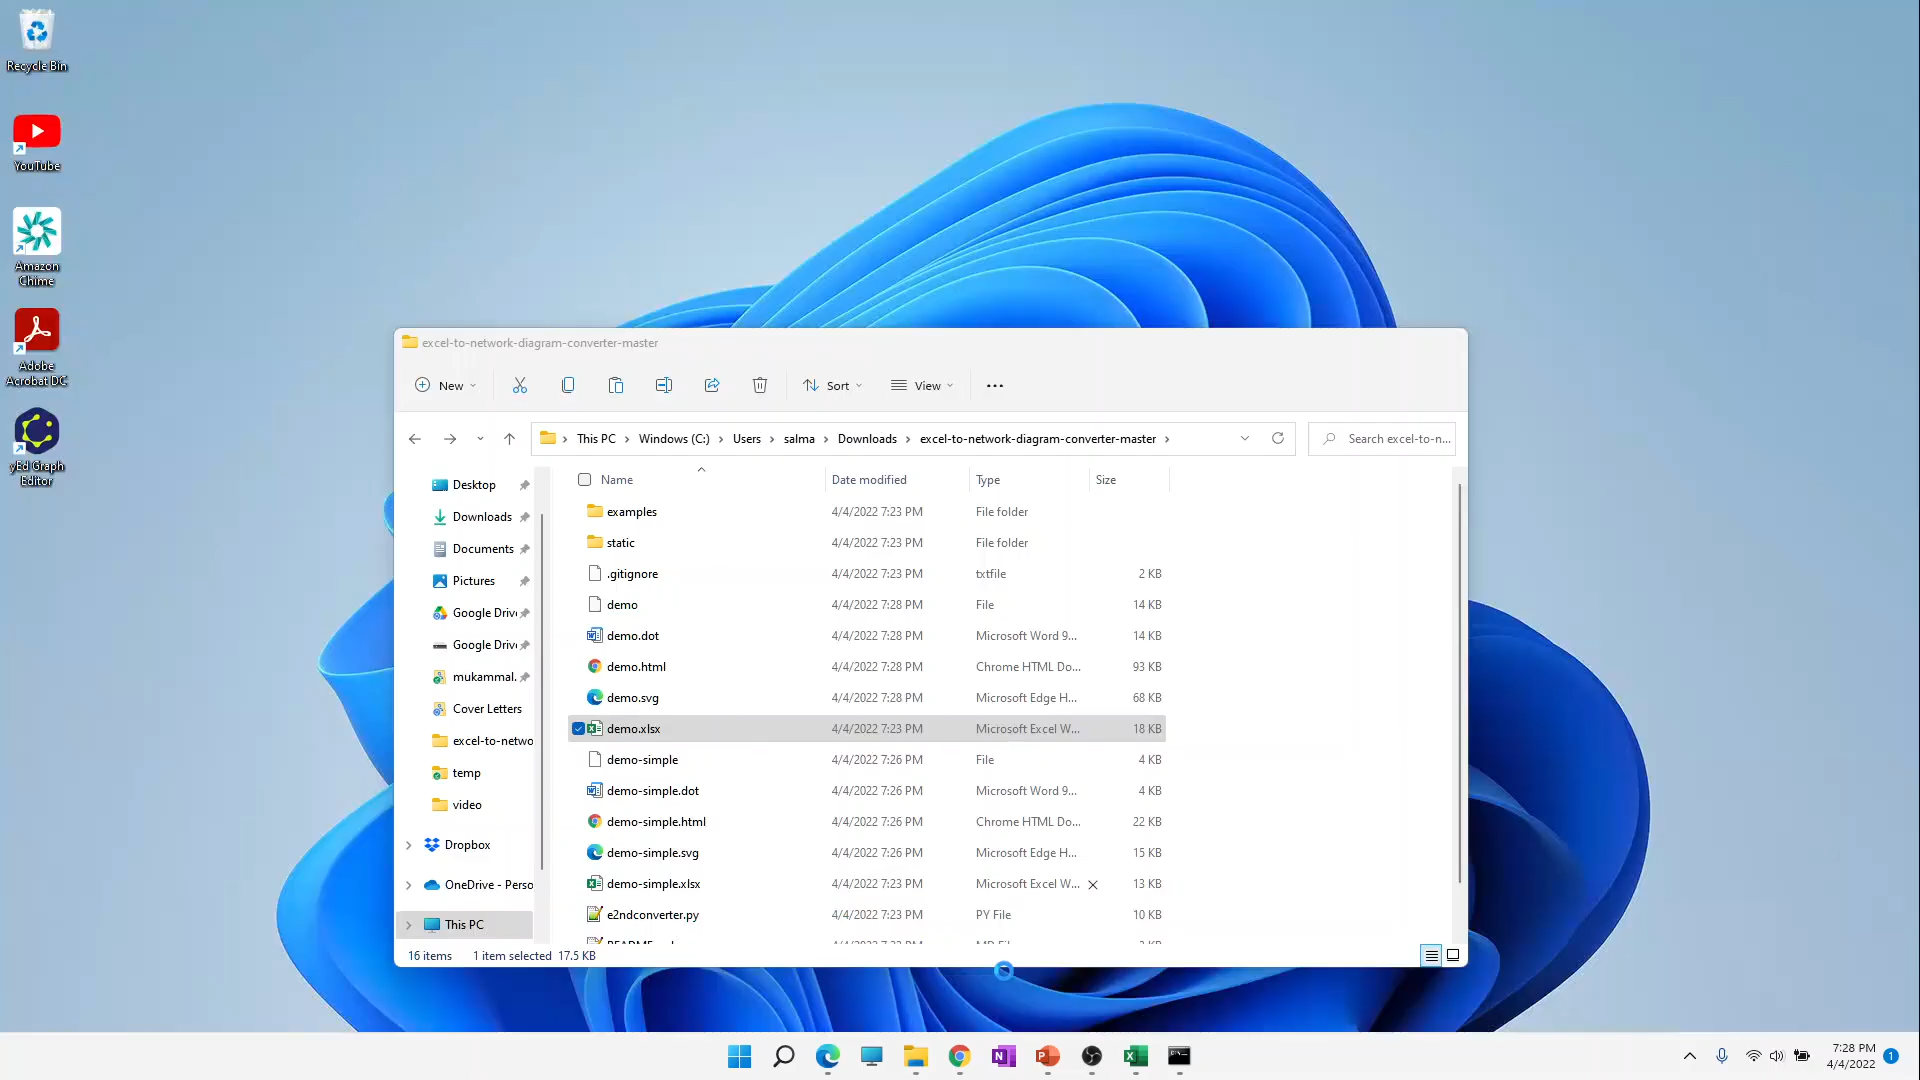 Recycle Bin
YouTube
Amazon
Chime
Adobe
Acrobat DC
yEd Graph
Editor
excel-to-network-diagram-converter-master
New
Sort
View
This PC
Windows (C:)
Users
salma
Downloads
excel-to-network-diagram-converter-master
Search excel-to-n...
Name
Date modified
Type
Size
Desktop
Downloads
Documents
Pictures
Google Driv
Google Driv
mukammal.
Cover Letters
excel-to-netwo
temp
video
Dropbox
OneDrive - Perso
This PC
examples 4/4/2022 7:23 PM File folder
static 4/4/2022 7:23 PM File folder
.gitignore 4/4/2022 7:23 PM txtfile 2 KB
demo 4/4/2022 7:28 PM File 14 KB
demo.dot 4/4/2022 7:28 PM Microsoft Word 9... 14 KB
demo.html 4/4/2022 7:28 PM Chrome HTML Do... 93 KB
demo.svg 4/4/2022 7:28 PM Microsoft Edge H... 68 KB
demo.xlsx 4/4/2022 7:23 PM Microsoft Excel W... 18 KB
demo-simple 4/4/2022 7:26 PM File 4 KB
demo-simple.dot 4/4/2022 7:26 PM Microsoft Word 9... 4 KB
demo-simple.html 4/4/2022 7:26 PM Chrome HTML Do... 22 KB
demo-simple.svg 4/4/2022 7:26 PM Microsoft Edge H... 15 KB
demo-simple.xlsx 4/4/2022 7:23 PM Microsoft Excel W... 13 KB
e2ndconverter.py 4/4/2022 7:23 PM PY File 10 KB
16 items 1 item selected 17.5 KB
7:28 PM
4/4/2022
1